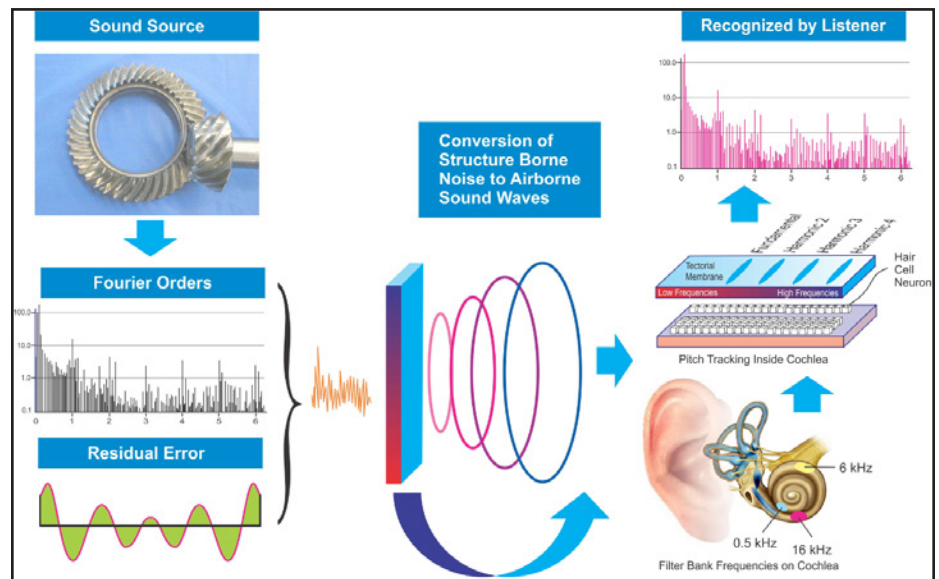 Sound Source
Fourier Orders
100.0
10.0
1.0
0.1
0 1 2 3 4 5 6
Residual Error
Conversion of
Structure Borne
Noise to Airborne
Sound Waves
Recognized by Listener
100.0
10.0
1.0
0.1
0 1 2 3 4 5 6
Fundamental
Harmonic 2
Harmonic 3
Harmonic 4
Hair
Cell
Neuron
Tectorial
Membrane
Low Frequencies
High Frequencies
Pitch Tracking Inside Cochlea
6 kHz
0.5 kHz
16 kHz
Filter Bank Frequencies on Cochlea